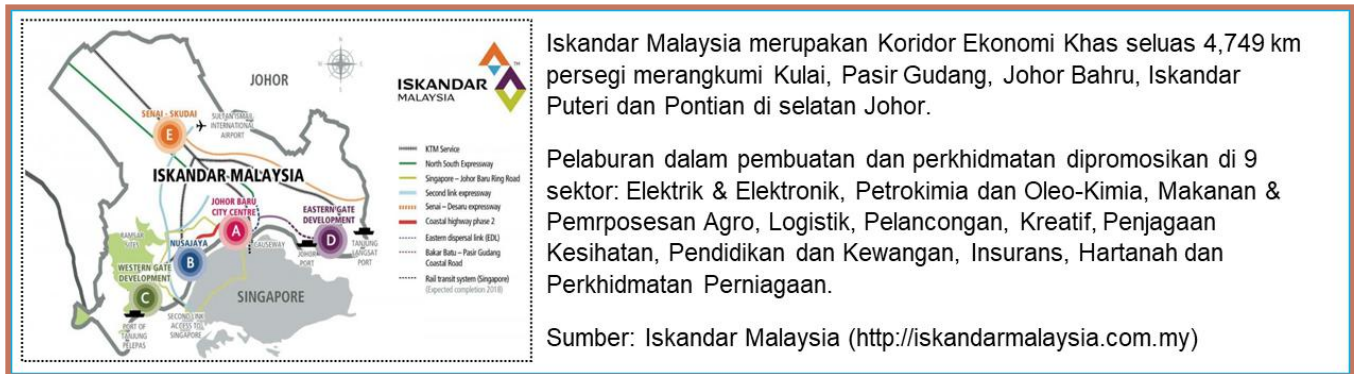 JOHOR
ISKANDAR
MALAYSIA
SENAI - SKUDAI
SULTAN ISMAIL
INTERNATIONAL
AIRPORT
E
ISKANDAR MALAYSIA
JOHOR BARU
CITY CENTRE
A
EASTERN GATE
DEVELOPMENT
D
RAMSAR
SITES
NUSAJAYA
B
CAUSEWAY
JOHOR
PORT
TANJUNG
LANGSAT
PORT
WESTERN GATE
DEVELOPMENT
C
SINGAPORE
PORT OF
TANJUNG
PELEPAS
SECOND LINK
ACCESS TO
SINGAPORE
KTM Service
North South Expressway
Singapore - Johor Baru Ring Road
Second link expressway
Senai - Desaru expressway
Coastal highway phase 2
Eastern dispersal link (EDL)
Bakar Batu - Pasir Gudang
Coastal Road
Rail transit system (Singapore)
(Expected completion 2018)
Iskandar Malaysia merupakan Koridor Ekonomi Khas seluas 4,749 km
persegi merangkumi Kulai, Pasir Gudang, Johor Bahru, Iskandar
Puteri dan Pontian di selatan Johor.
Pelaburan dalam pembuatan dan perkhidmatan dipromosikan di 9
sektor: Elektrik & Elektronik, Petrokimia dan Oleo-Kimia, Makanan &
Pemrposesan Agro, Logistik, Pelancongan, Kreatif, Penjagaan
Kesihatan, Pendidikan dan Kewangan, Insurans, Hartanah dan
Perkhidmatan Perniagaan.
Sumber: Iskandar Malaysia (http://iskandarmalaysia.com.my)